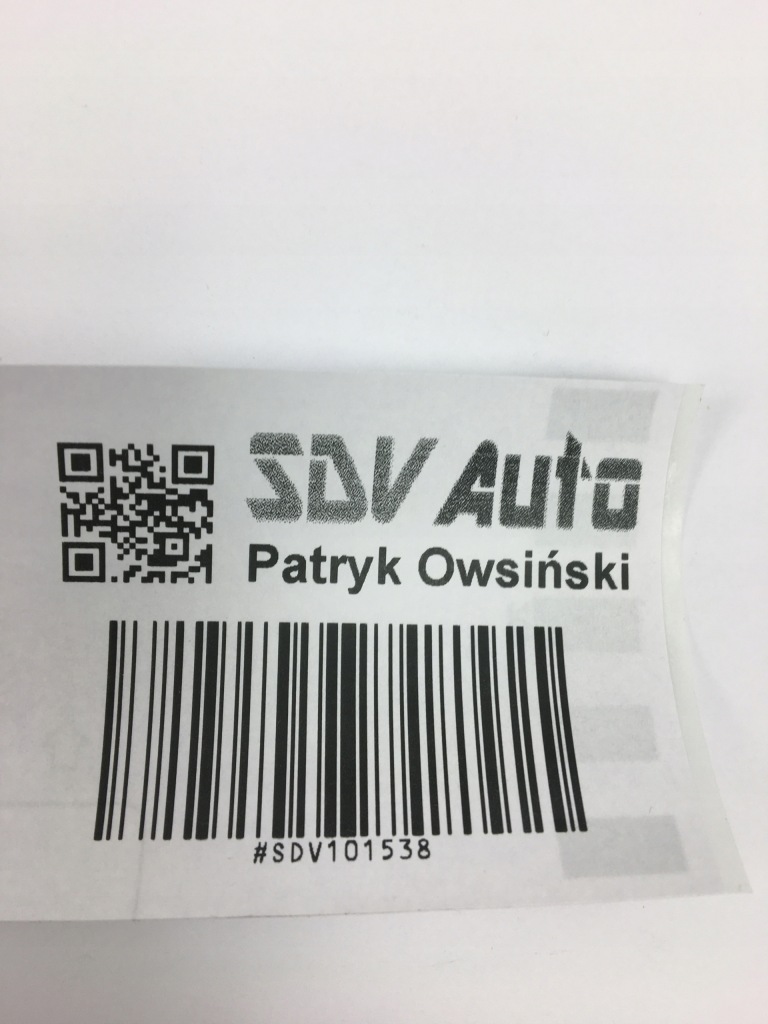 SDV Auto
Patryk Owsiński
#SDV101538